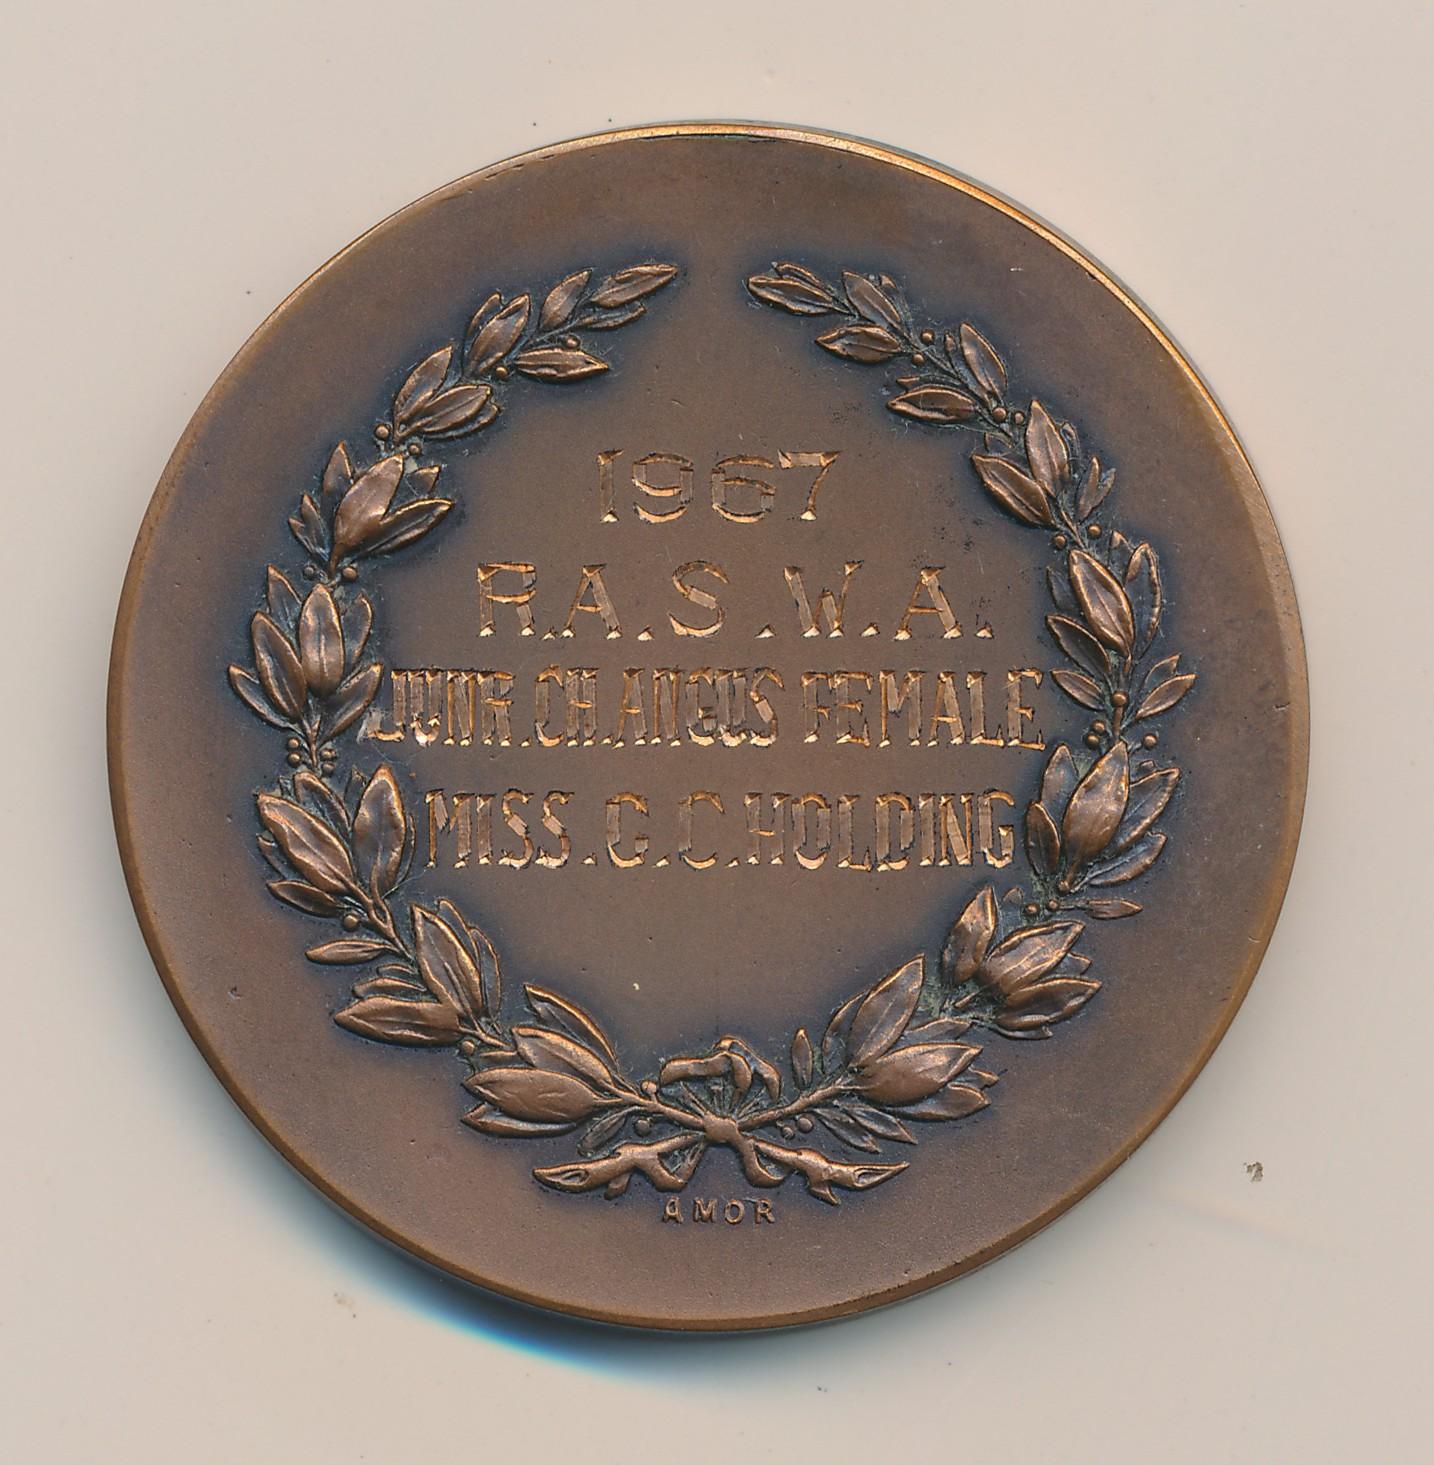 1967
R.A.S.W.A.
JUNR.CH.ANGUS FEMALE
MISS.G.C.HOLDING
AMOR